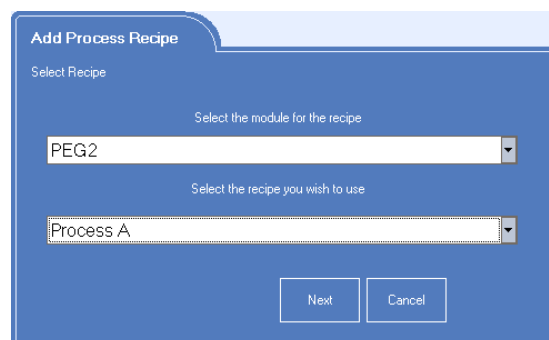 Add Process Recipe
Select Recipe
Select the module for the recipe
PEG2
Select the recipe you wish to use
Process A
Next Cancel